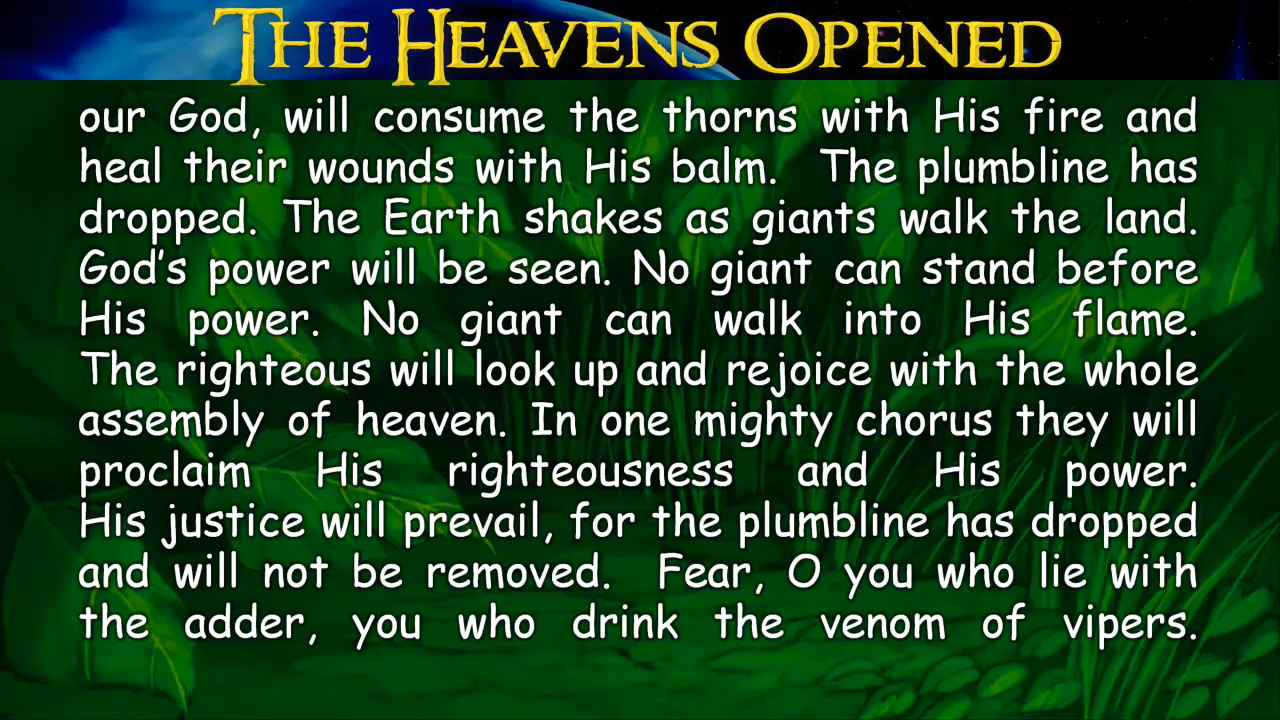 THE HEAVENS OPENED
our God, will consume the thorns with His fire and
heal their wounds with His balm.  The plumbline has
dropped. The Earth shakes as giants walk the land.
God's power will be seen. No giant can stand before
His power. No giant can walk into His flame.
The righteous will look up and rejoice with the whole
assembly of heaven. In one mighty chorus they will
proclaim His righteousness and His power.
His justice will prevail, for the plumbline has dropped
and will not be removed.  Fear, O you who lie with
the adder, you who drink the venom of vipers.